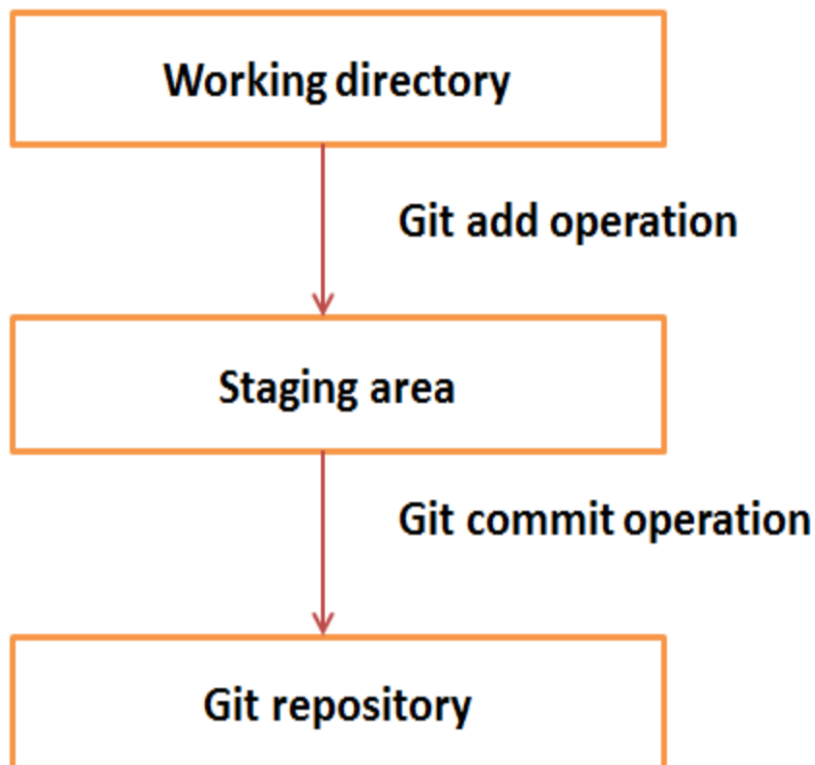 Working directory
Git add operation
Staging area
Git commit operation
Git repository